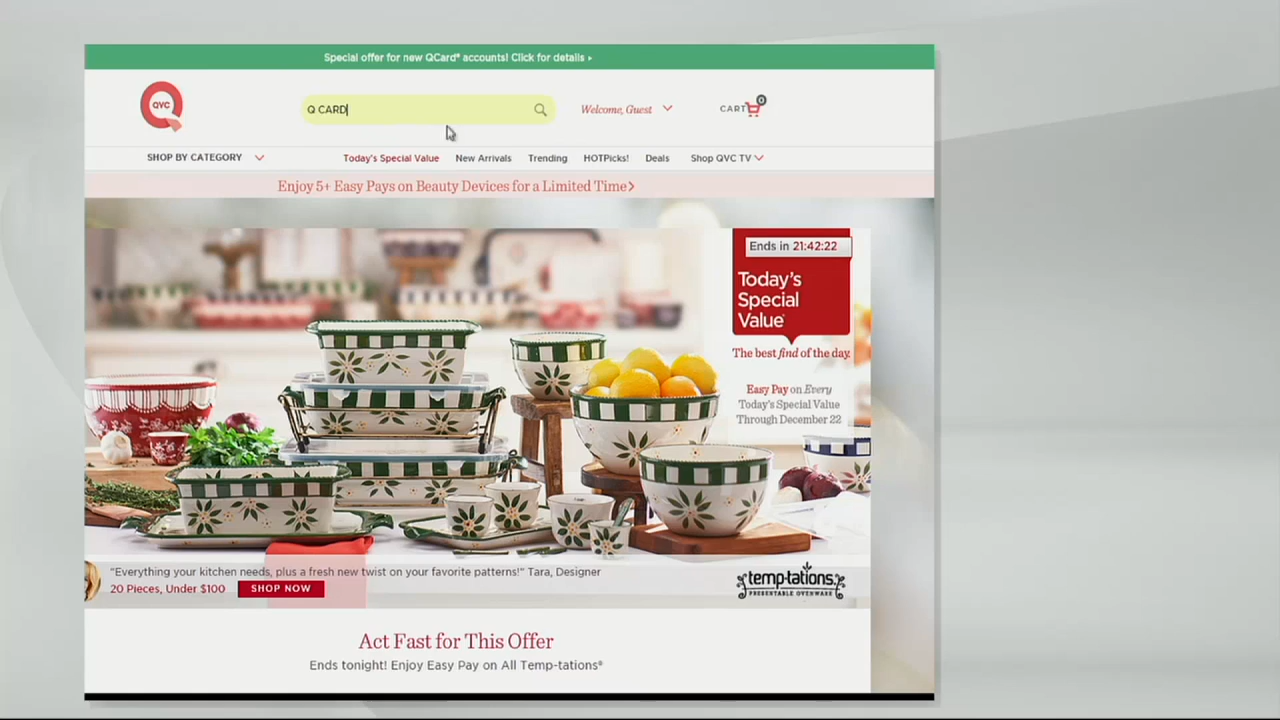 Special offer for new QCard® accounts! Click for details ▸
QVC
Q CARD
Welcome, Guest
CART 0
SHOP BY CATEGORY
Today's Special Value
New Arrivals
Trending
HOTPicks!
Deals
Shop QVC TV
Enjoy 5+ Easy Pays on Beauty Devices for a Limited Time
Ends in 21:42:22
Today's
Special
Value
The best find of the day.
Easy Pay on Every
Today's Special Value
Through December 22
"Everything your kitchen needs, plus a fresh new twist on your favorite patterns!" Tara, Designer
20 Pieces, Under $100
SHOP NOW
temp-tations.
PRESENTABLE OVENWARE
Act Fast for This Offer
Ends tonight! Enjoy Easy Pay on All Temp-tations®